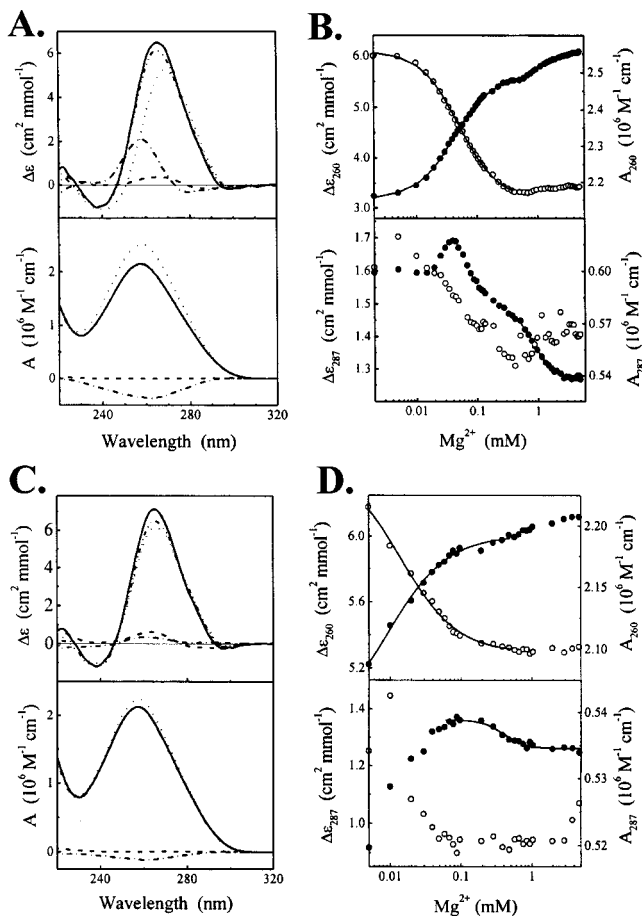 A.
6
4
2
0
Δε (cm² mmol⁻¹)
2
1
0
A (10⁶ M⁻¹ cm⁻¹)
240 280 320
Wavelength (nm)
B.
6.0
5.0
4.0
3.0
Δε₂₆₀ (cm² mmol⁻¹)
2.5
2.4
2.3
2.2
A₂₆₀ (10⁶ M⁻¹ cm⁻¹)
1.7
1.6
1.5
1.4
1.3
Δε₂₈₇ (cm² mmol⁻¹)
0.60
0.57
0.54
A₂₈₇ (10⁶ M⁻¹ cm⁻¹)
0.01 0.1 1
Mg²⁺ (mM)
C.
6
4
2
0
Δε (cm² mmol⁻¹)
2
1
0
A (10⁶ M⁻¹ cm⁻¹)
240 280 320
Wavelength (nm)
D.
6.0
5.6
5.2
Δε₂₆₀ (cm² mmol⁻¹)
2.20
2.15
2.10
A₂₆₀ (10⁶ M⁻¹ cm⁻¹)
1.4
1.2
1.0
0.9
Δε₂₈₇ (cm² mmol⁻¹)
0.54
0.53
0.52
A₂₈₇ (10⁶ M⁻¹ cm⁻¹)
0.01 0.1 1
Mg²⁺ (mM)